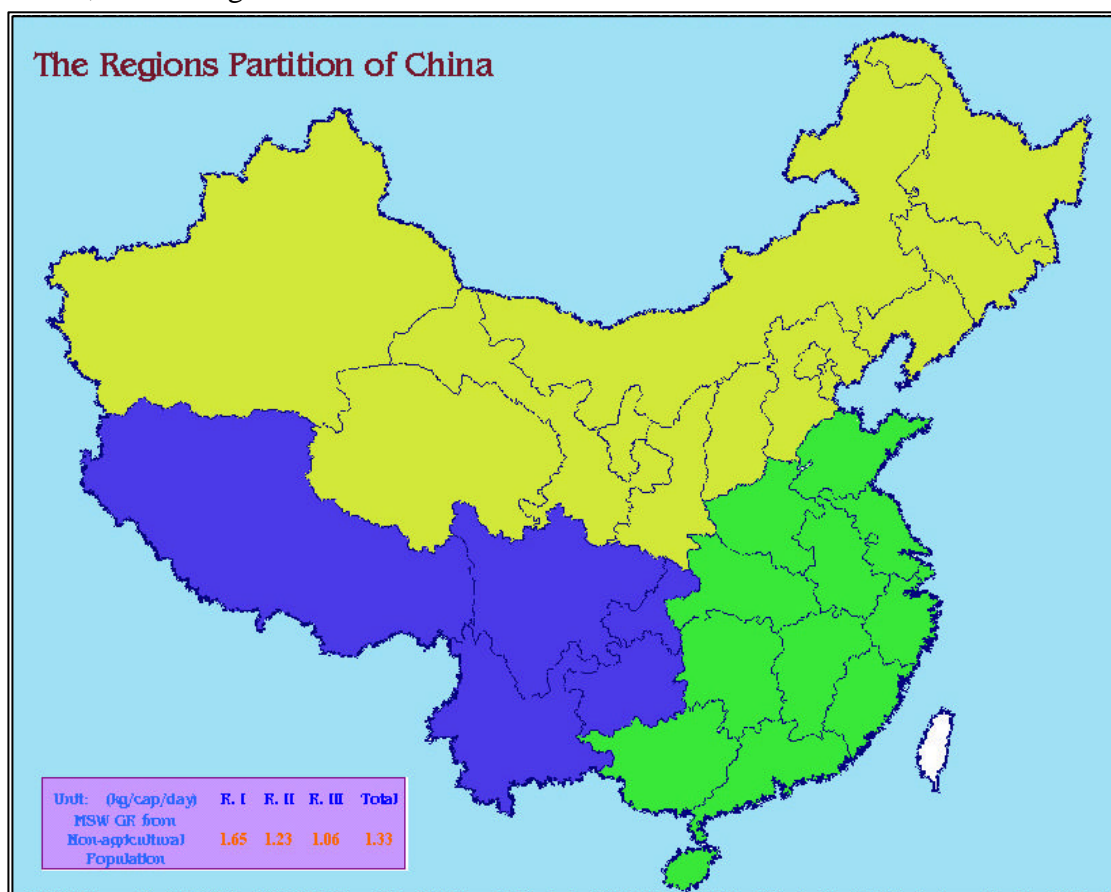 The Regions Partition of China
Unit: (kg/cap/day) R. I R. II R. III Total
MSW GR from
Non-agricultural 1.65 1.23 1.06 1.33
Population